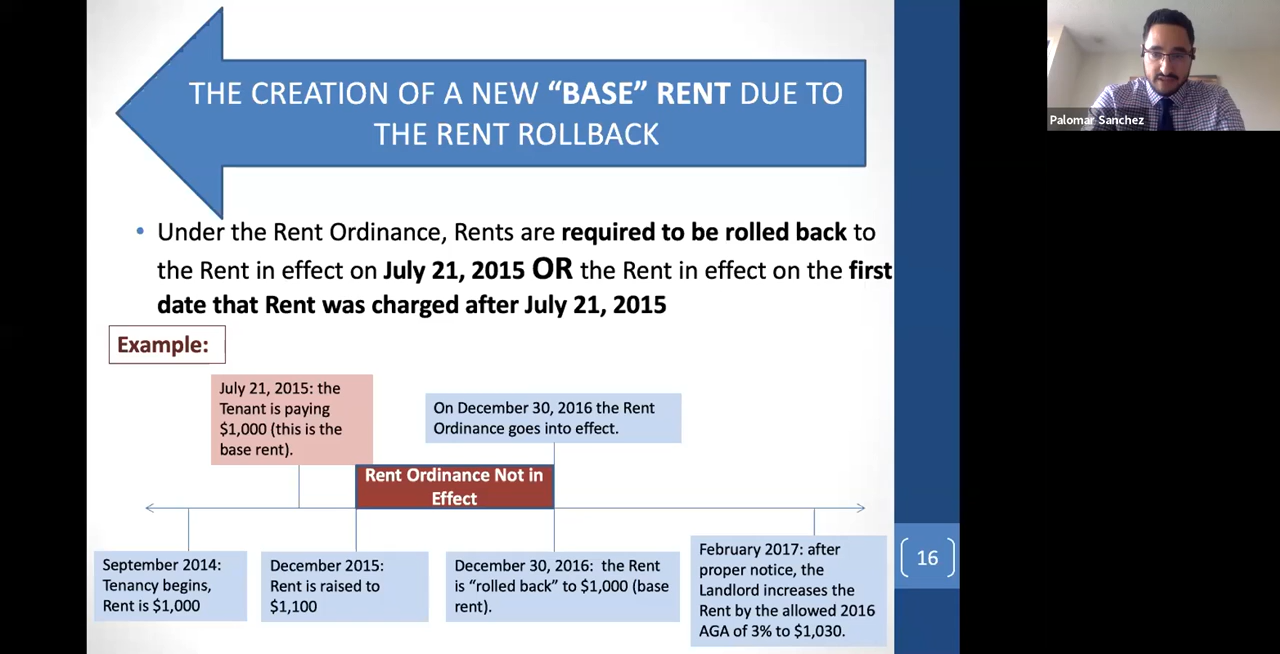 THE CREATION OF A NEW “BASE” RENT DUE TO
THE RENT ROLLBACK
Palomar Sanchez
• Under the Rent Ordinance, Rents are required to be rolled back to
the Rent in effect on July 21, 2015 OR the Rent in effect on the first
date that Rent was charged after July 21, 2015
Example:
July 21, 2015: the
Tenant is paying
$1,000 (this is the
base rent).
On December 30, 2016 the Rent
Ordinance goes into effect.
Rent Ordinance Not in
Effect
September 2014:
Tenancy begins,
Rent is $1,000
December 2015:
Rent is raised to
$1,100
December 30, 2016:  the Rent
is “rolled back” to $1,000 (base
rent).
February 2017: after
proper notice, the
Landlord increases the
Rent by the allowed 2016
AGA of 3% to $1,030.
16